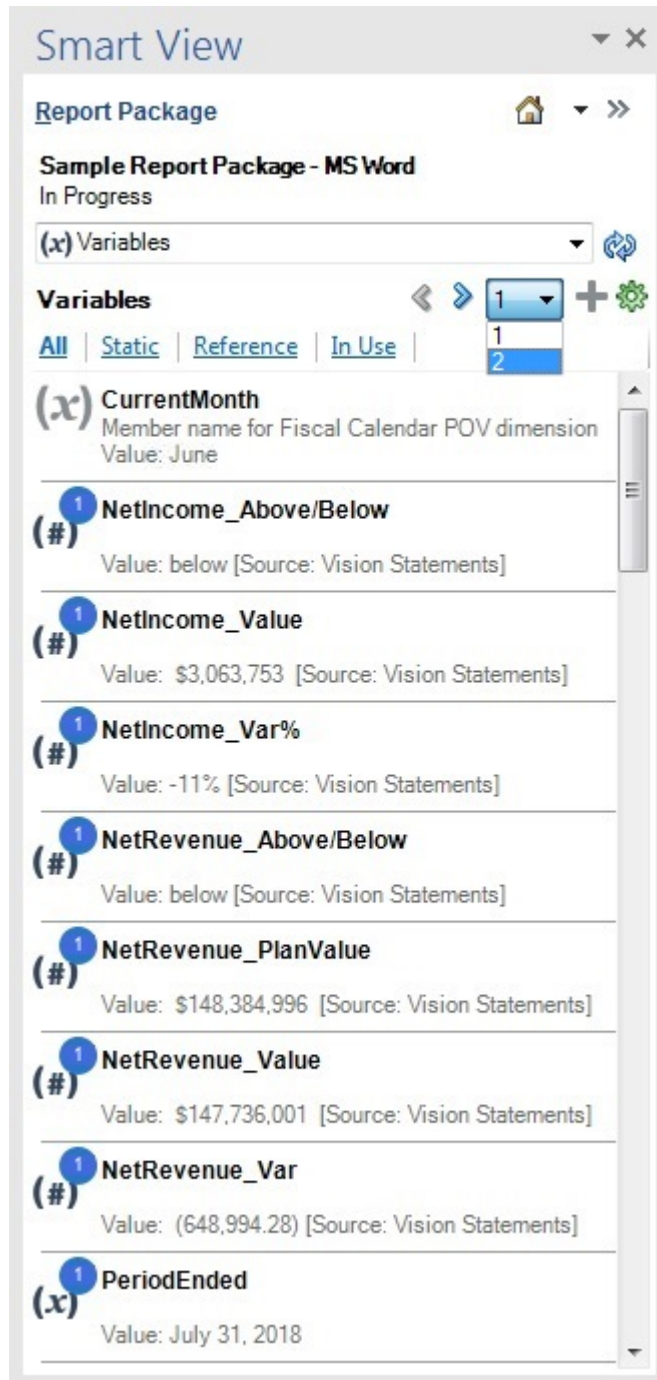 Smart View
Report Package
Sample Report Package - MS Word
In Progress
(x) Variables
Variables 1
All Static Reference In Use 1
2
(x) CurrentMonth
Member name for Fiscal Calendar POV dimension
Value: June
(#) 1 NetIncome_Above/Below
Value: below [Source: Vision Statements]
(#) 1 NetIncome_Value
Value: $3,063,753 [Source: Vision Statements]
(#) 1 NetIncome_Var%
Value: -11% [Source: Vision Statements]
(#) 1 NetRevenue_Above/Below
Value: below [Source: Vision Statements]
(#) 1 NetRevenue_PlanValue
Value: $148,384,996 [Source: Vision Statements]
(#) 1 NetRevenue_Value
Value: $147,736,001 [Source: Vision Statements]
(#) 1 NetRevenue_Var
Value: (648,994.28) [Source: Vision Statements]
(x) 1 PeriodEnded
Value: July 31, 2018